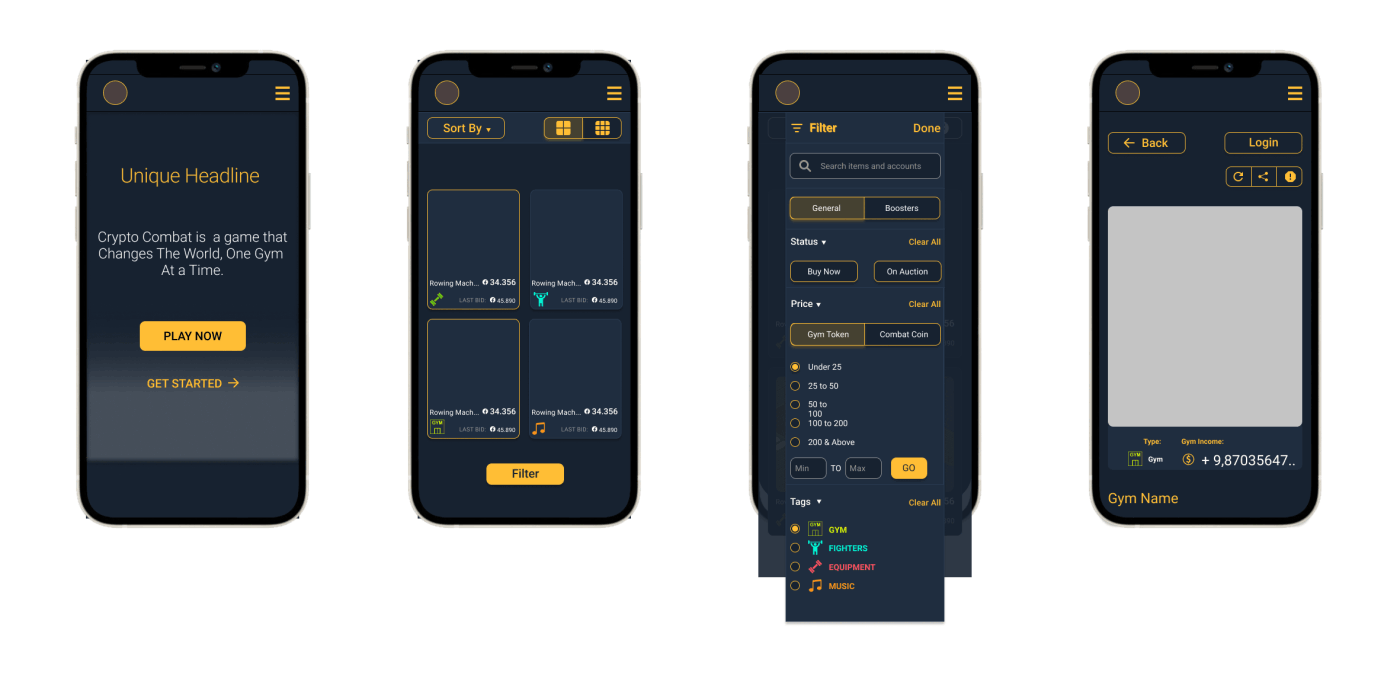 Unique Headline
Crypto Combat is a game that
Changes The World, One Gym
At a Time.
PLAY NOW
GET STARTED →
Sort By ▾
Rowing Mach... 34.356
LAST BID: 45.890
Rowing Mach... 34.356
LAST BID: 45.890
Rowing Mach... 34.356
GYM
LAST BID: 45.890
Rowing Mach... 34.356
LAST BID: 45.890
Filter
Filter
Done
Search items and accounts
General
Boosters
Status ▾
Clear All
Buy Now
On Auction
Price ▾
Clear All
Gym Token
Combat Coin
Under 25
25 to 50
50 to
100
100 to 200
200 & Above
Min
TO
Max
GO
Tags ▾
Clear All
GYM
GYM
FIGHTERS
EQUIPMENT
MUSIC
← Back
Login
Type:
Gym Income:
GYM
Gym
+ 9,87035647..
Gym Name